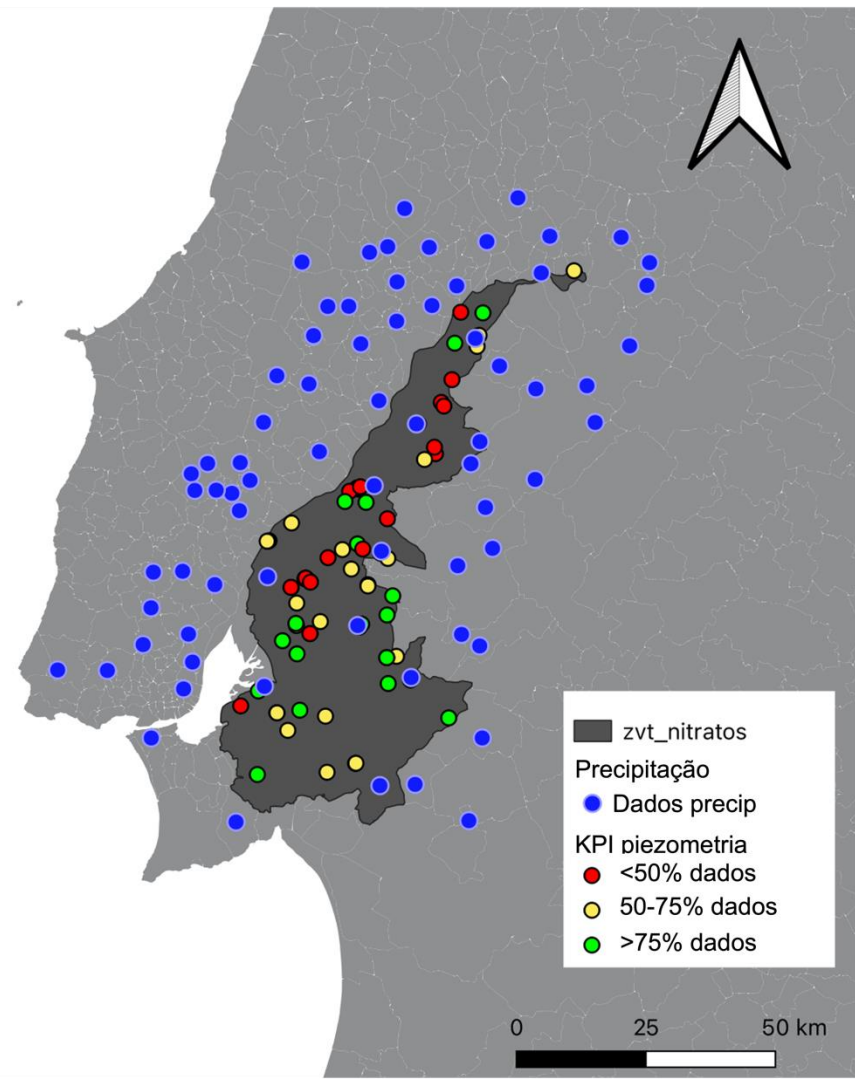 zvt_nitratos
Precipitação
Dados precip
KPI piezometria
<50% dados
50-75% dados
>75% dados
0 25 50 km